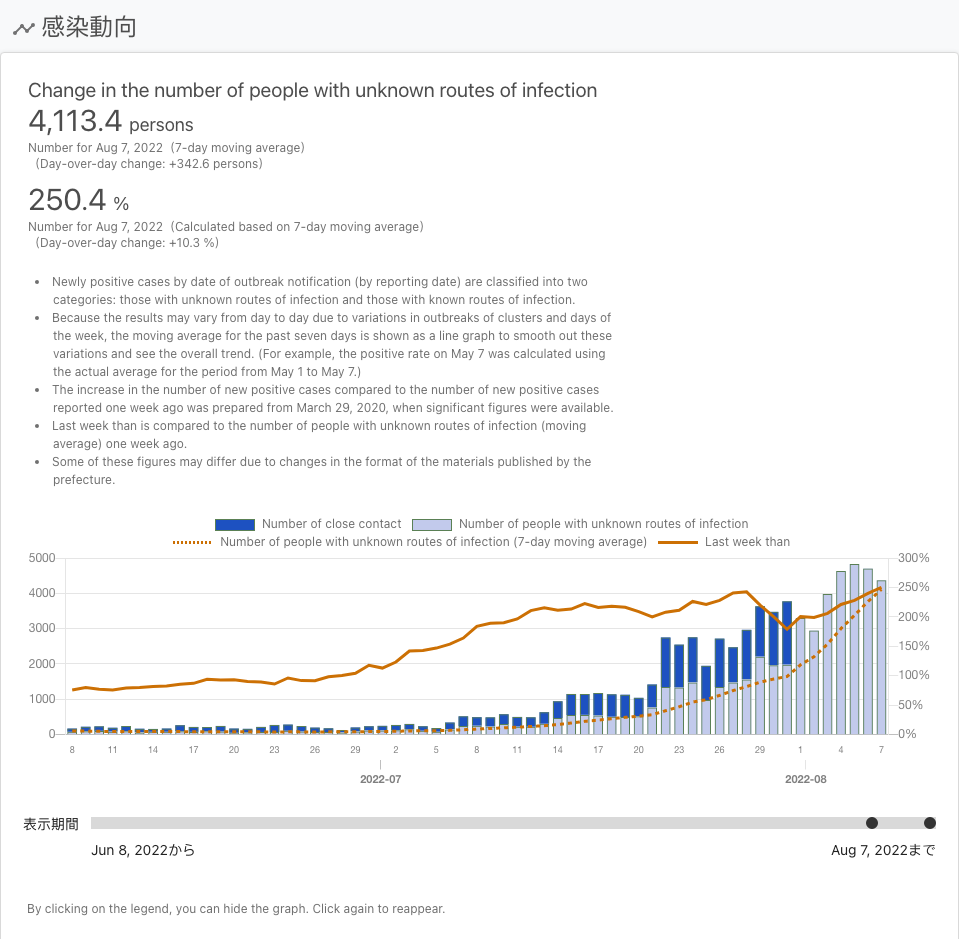 感染動向
Change in the number of people with unknown routes of infection
4,113.4 persons
Number for Aug 7, 2022 (7-day moving average)
(Day-over-day change: +342.6 persons)
250.4 %
Number for Aug 7, 2022 (Calculated based on 7-day moving average)
(Day-over-day change: +10.3 %)
• Newly positive cases by date of outbreak notification (by reporting date) are classified into two
categories: those with unknown routes of infection and those with known routes of infection.
• Because the results may vary from day to day due to variations in outbreaks of clusters and days of
the week, the moving average for the past seven days is shown as a line graph to smooth out these
variations and see the overall trend. (For example, the positive rate on May 7 was calculated using
the actual average for the period from May 1 to May 7.)
• The increase in the number of new positive cases compared to the number of new positive cases
reported one week ago was prepared from March 29, 2020, when significant figures were available.
• Last week than is compared to the number of people with unknown routes of infection (moving
average) one week ago.
• Some of these figures may differ due to changes in the format of the materials published by the
prefecture.
Number of close contact Number of people with unknown routes of infection
Number of people with unknown routes of infection (7-day moving average) Last week than
5000 300%
250%
4000
200%
3000
150%
2000
100%
1000
50%
0 0%
8 11 14 17 20 23 26 29 2 5 8 11 14 17 20 23 26 29 1 4 7
2022-07 2022-08
表示期間
Jun 8, 2022から Aug 7, 2022まで
By clicking on the legend, you can hide the graph. Click again to reappear.